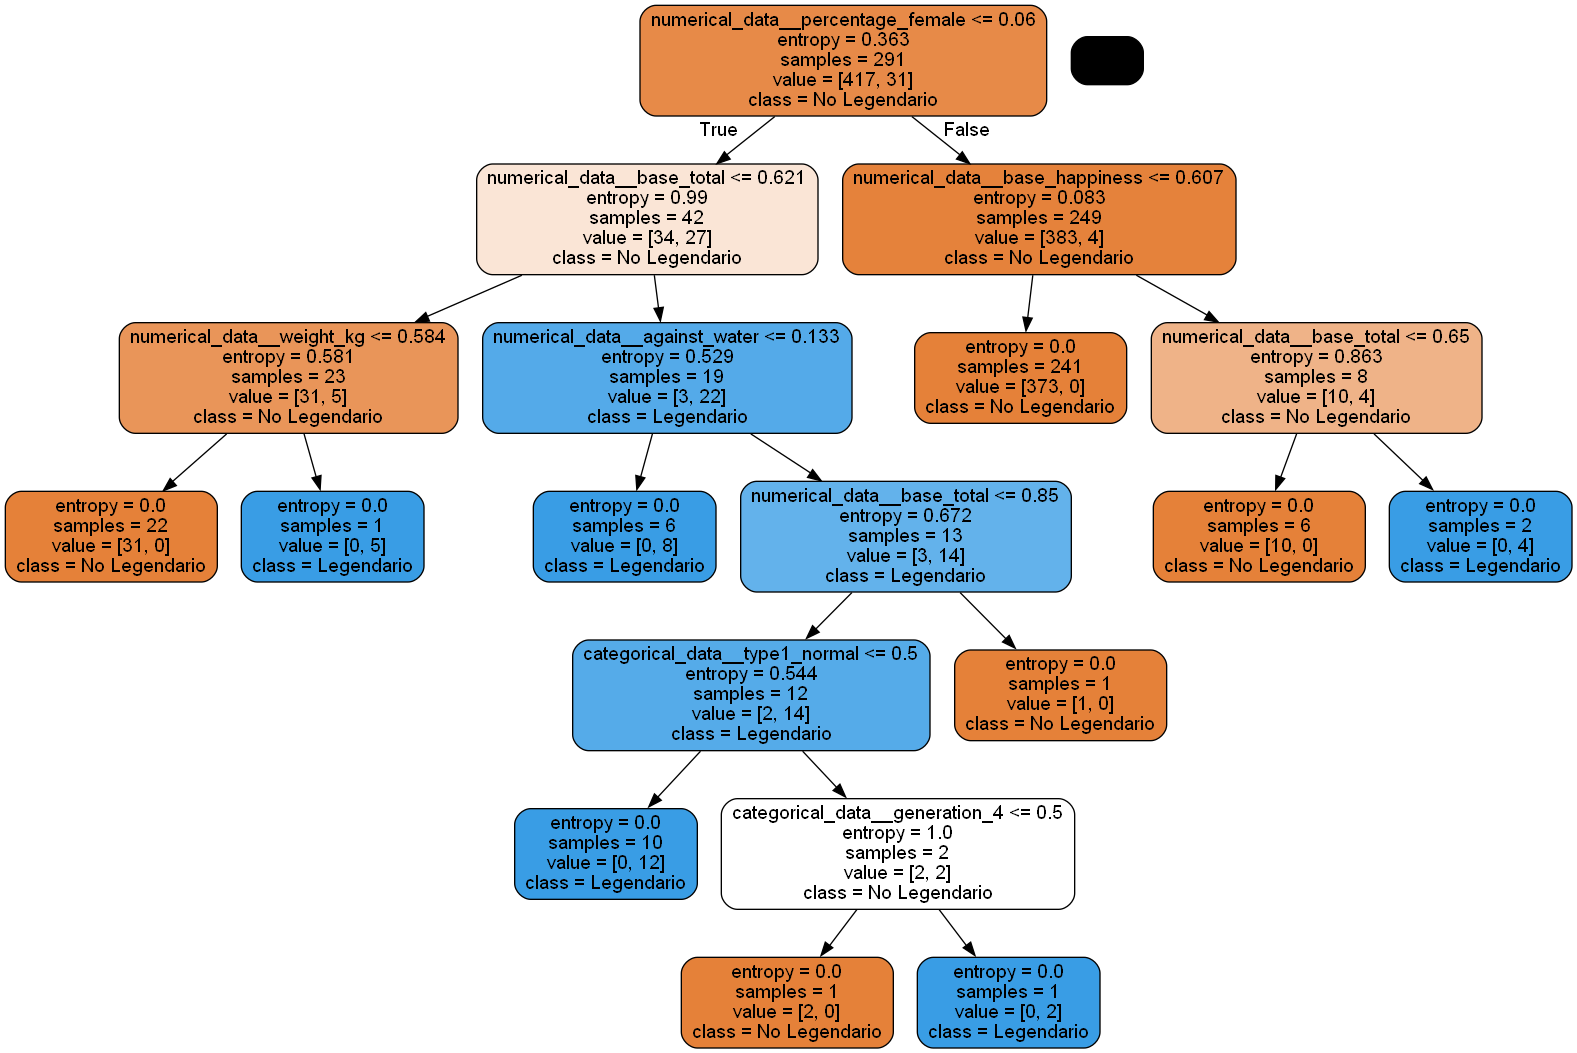 numerical_data__percentage_female <= 0.06
entropy = 0.363
samples = 291
value = [417, 31]
class = No Legendario
True
False
numerical_data__base_total <= 0.621
entropy = 0.99
samples = 42
value = [34, 27]
class = No Legendario
numerical_data__base_happiness <= 0.607
entropy = 0.083
samples = 249
value = [383, 4]
class = No Legendario
numerical_data__weight_kg <= 0.584
entropy = 0.581
samples = 23
value = [31, 5]
class = No Legendario
numerical_data__against_water <= 0.133
entropy = 0.529
samples = 19
value = [3, 22]
class = Legendario
entropy = 0.0
samples = 241
value = [373, 0]
class = No Legendario
numerical_data__base_total <= 0.65
entropy = 0.863
samples = 8
value = [10, 4]
class = No Legendario
entropy = 0.0
samples = 22
value = [31, 0]
class = No Legendario
entropy = 0.0
samples = 1
value = [0, 5]
class = Legendario
entropy = 0.0
samples = 6
value = [0, 8]
class = Legendario
numerical_data__base_total <= 0.85
entropy = 0.672
samples = 13
value = [3, 14]
class = Legendario
entropy = 0.0
samples = 6
value = [10, 0]
class = No Legendario
entropy = 0.0
samples = 2
value = [0, 4]
class = Legendario
categorical_data__type1_normal <= 0.5
entropy = 0.544
samples = 12
value = [2, 14]
class = Legendario
entropy = 0.0
samples = 1
value = [1, 0]
class = No Legendario
entropy = 0.0
samples = 10
value = [0, 12]
class = Legendario
categorical_data__generation_4 <= 0.5
entropy = 1.0
samples = 2
value = [2, 2]
class = No Legendario
entropy = 0.0
samples = 1
value = [2, 0]
class = No Legendario
entropy = 0.0
samples = 1
value = [0, 2]
class = Legendario